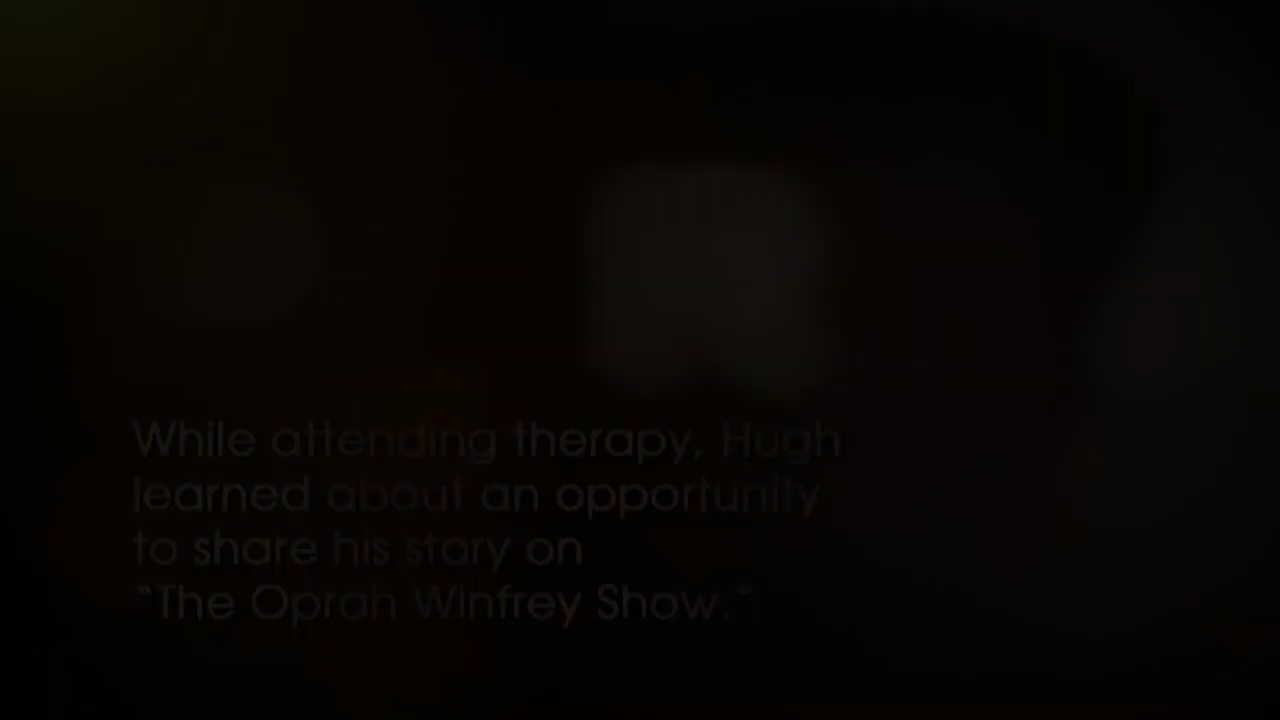 While attending therapy, Hugh
learned about an opportunity
to share his story on
“The Oprah Winfrey Show.”